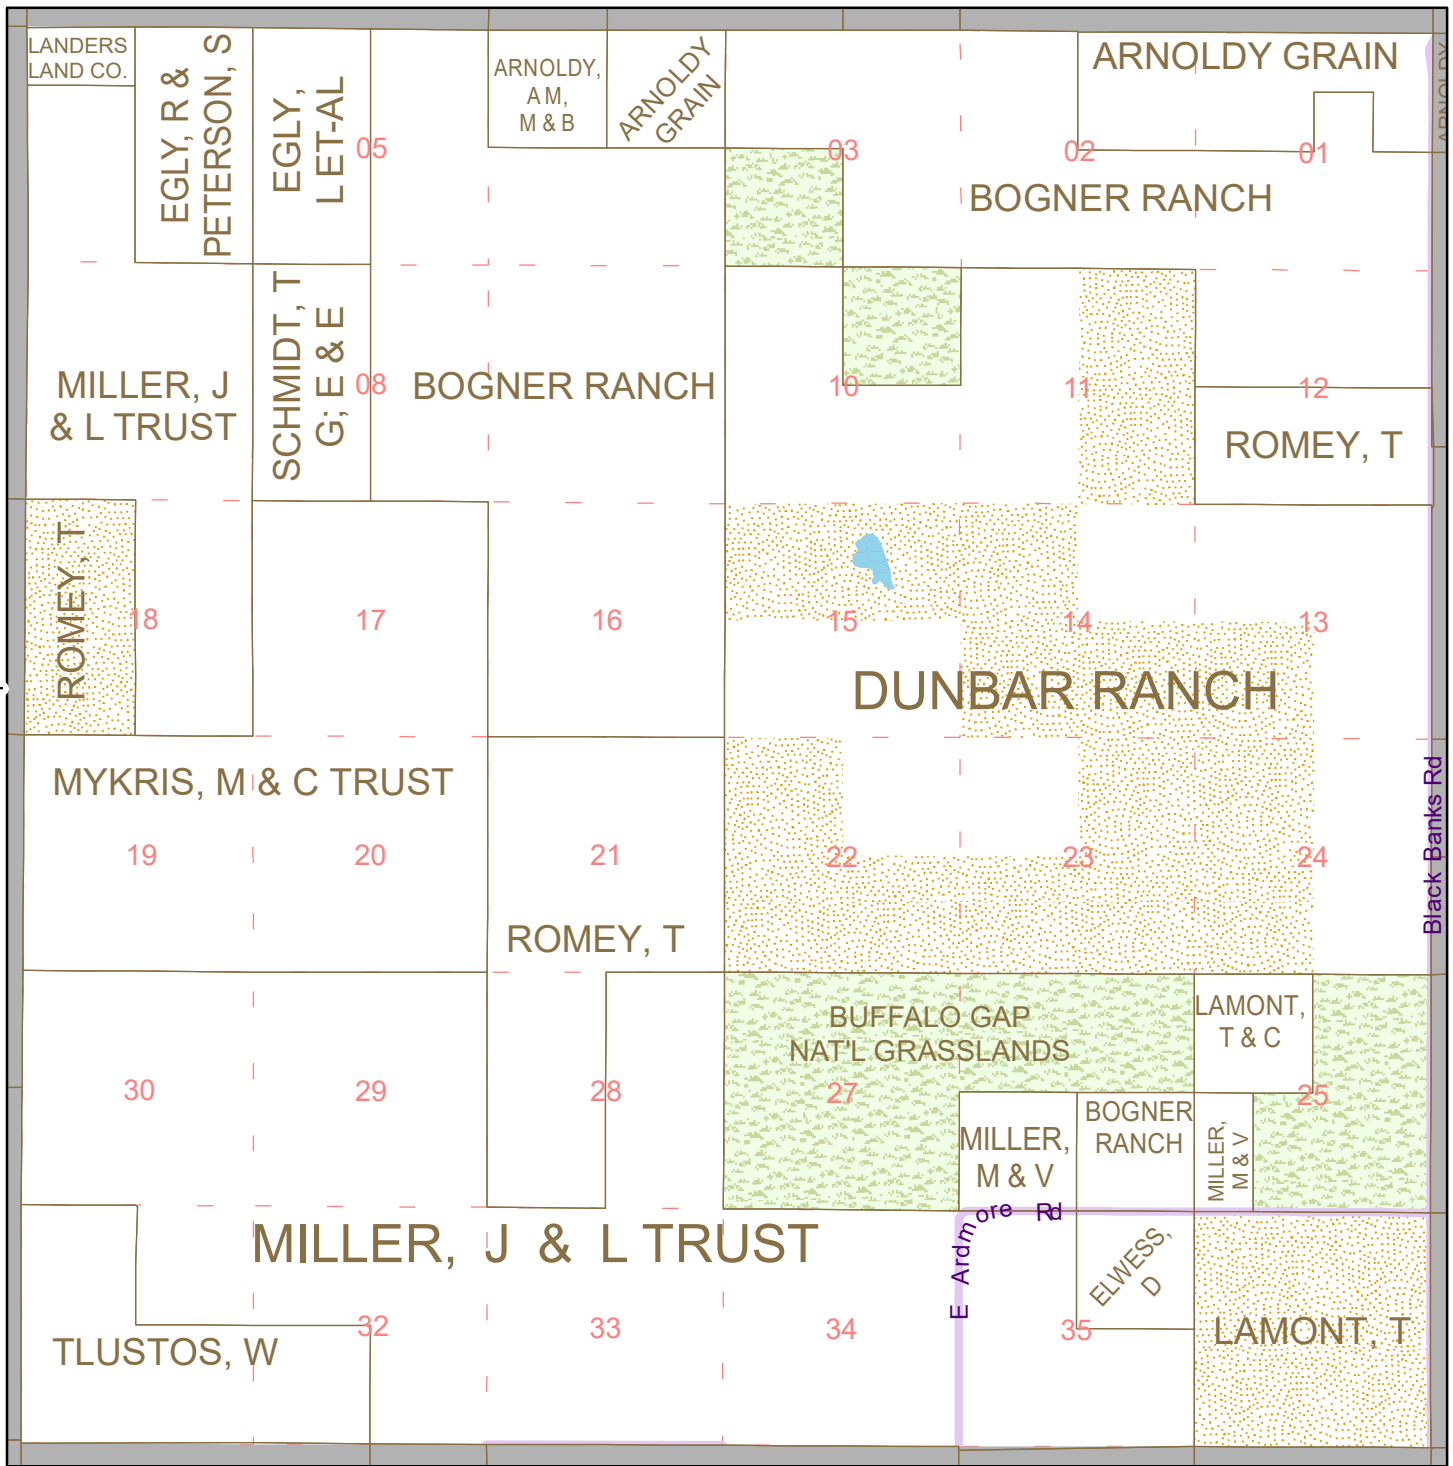 LANDERS
LAND CO.
EGLY, R &
PETERSON, S
EGLY,
LET-AL
05
ARNOLDY,
A M,
M & B
ARNOLDY
GRAIN
03
02
ARNOLDY GRAIN
01
ARNOLDY
BOGNER RANCH
MILLER, J
& L TRUST
SCHMIDT, T
G; E & E
08
BOGNER RANCH
10
11
12
ROMEY, T
ROMEY, T
18
17
16
15
14
13
DUNBAR RANCH
MYKRIS, M & C TRUST
19
20
21
22
23
24
Black Banks Rd
ROMEY, T
BUFFALO GAP
NAT'L GRASSLANDS
LAMONT,
T & C
30
29
28
27
25
MILLER,
M & V
BOGNER
RANCH
MILLER,
M & V
MILLER, J & L TRUST
E Ardmore Rd
ELWESS,
D
TLUSTOS, W
32
33
34
35
LAMONT, T